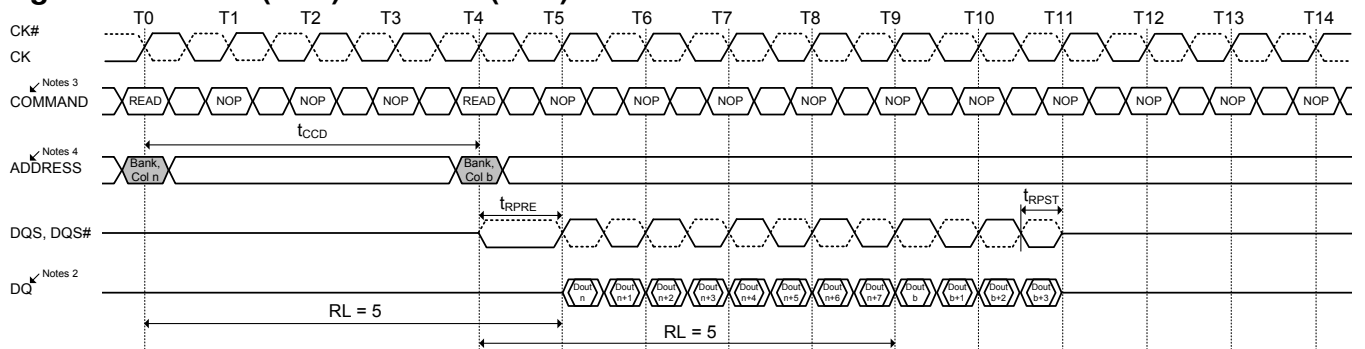 T0 T1 T2 T3 T4 T5 T6 T7 T8 T9 T10 T11 T12 T13 T14
CK#
CK
Notes 3
COMMAND READ NOP NOP NOP READ NOP NOP NOP NOP NOP NOP NOP NOP NOP NOP
tCCD
Notes 4
ADDRESS Bank, Col n Bank, Col b
tRPRE tRPST
DQS, DQS#
Notes 2
DQ Dout n Dout n+1 Dout n+2 Dout n+3 Dout n+4 Dout n+5 Dout n+6 Dout n+7 Dout b Dout b+1 Dout b+2 Dout b+3
RL = 5
RL = 5